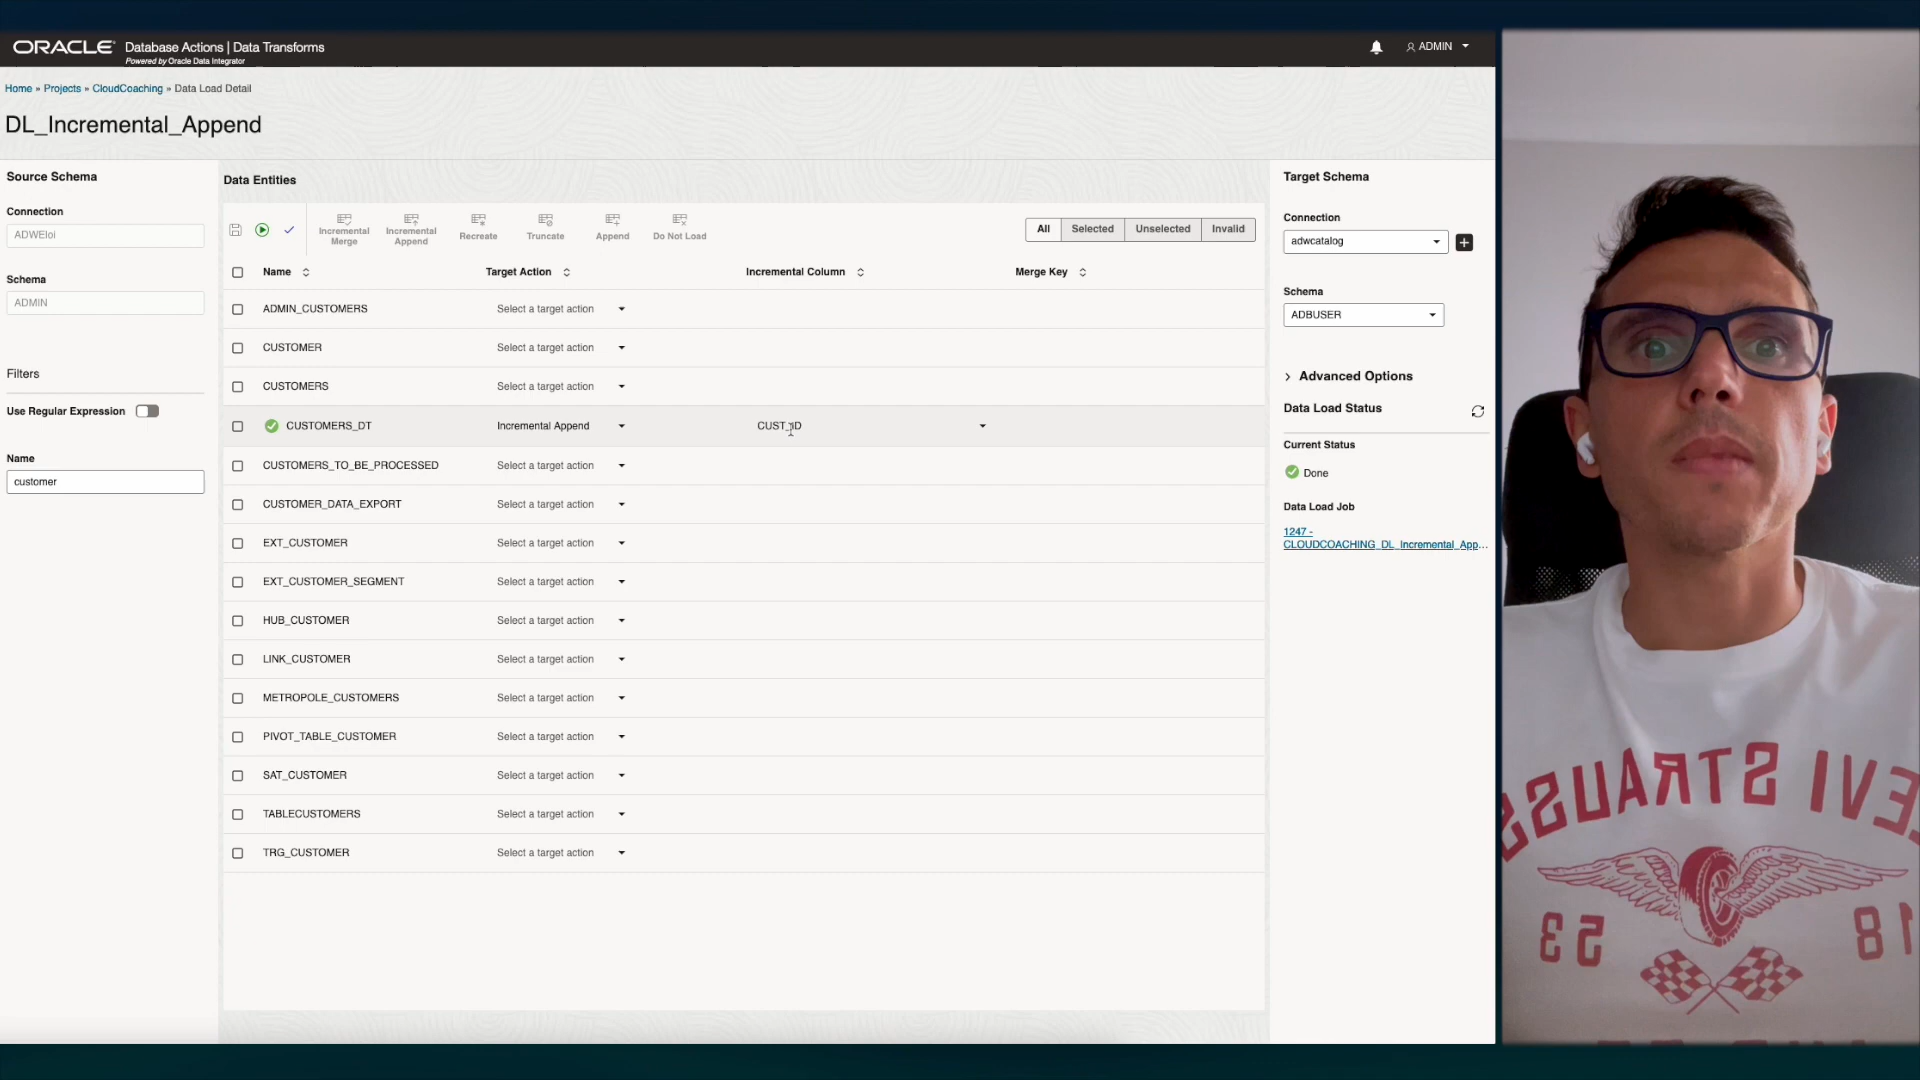 ORACLE Database Actions | Data Transforms
Powered by Oracle Data Integrator
ADMIN
Home » Projects » CloudCoaching » Data Load Detail
DL_Incremental_Append
Source Schema
Connection
ADWEloi
Schema
ADMIN
Filters
Use Regular Expression
Name
customer
Data Entities
Incremental Merge
Incremental Append
Recreate
Truncate
Append
Do Not Load
All Selected Unselected Invalid
Name Target Action Incremental Column Merge Key
ADMIN_CUSTOMERS Select a target action
CUSTOMER Select a target action
CUSTOMERS Select a target action
CUSTOMERS_DT Incremental Append CUST_ID
CUSTOMERS_TO_BE_PROCESSED Select a target action
CUSTOMER_DATA_EXPORT Select a target action
EXT_CUSTOMER Select a target action
EXT_CUSTOMER_SEGMENT Select a target action
HUB_CUSTOMER Select a target action
LINK_CUSTOMER Select a target action
METROPOLE_CUSTOMERS Select a target action
PIVOT_TABLE_CUSTOMER Select a target action
SAT_CUSTOMER Select a target action
TABLECUSTOMERS Select a target action
TRG_CUSTOMER Select a target action
Target Schema
Connection
adwcatalog
Schema
ADBUSER
Advanced Options
Data Load Status
Current Status
Done
Data Load Job
1247 -
CLOUDCOACHING_DL_Incremental_App...
EVI STRAUSS
18 53